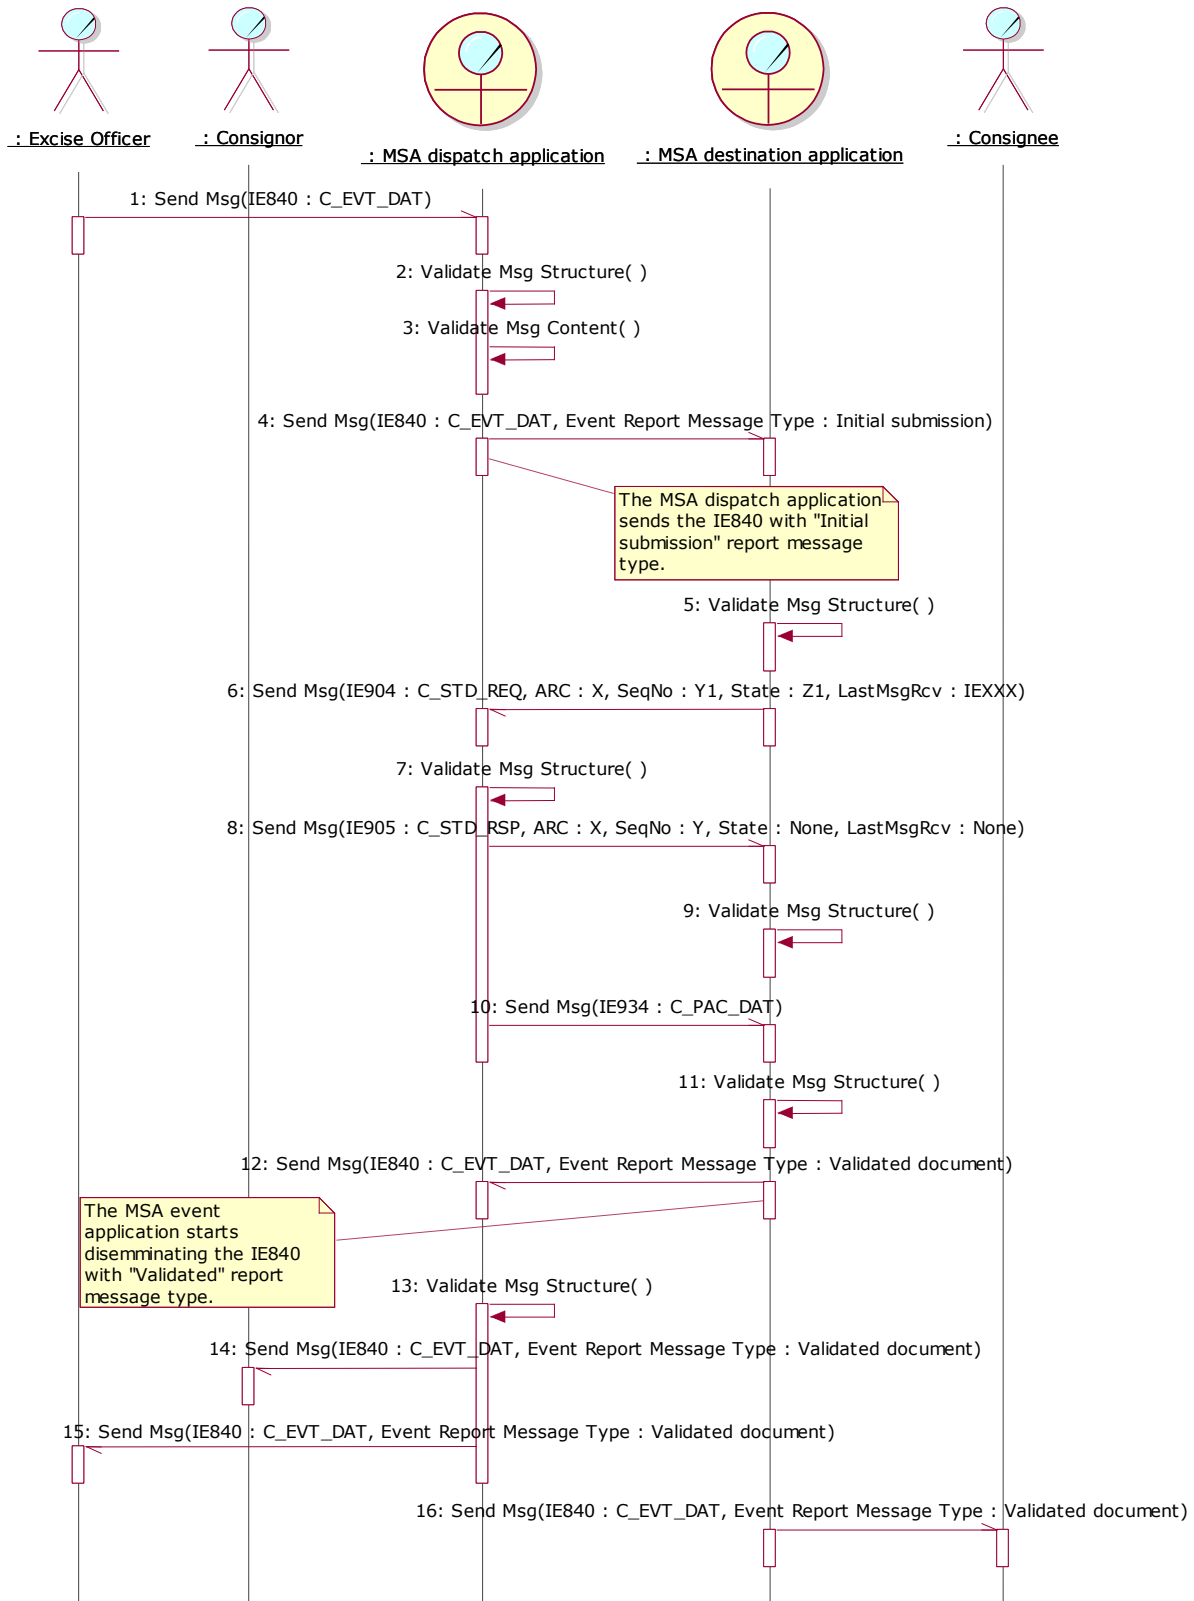 : Excise Officer
: Consignor
: MSA dispatch application
: MSA destination application
: Consignee
1: Send Msg(IE840 : C_EVT_DAT)
2: Validate Msg Structure( )
3: Validate Msg Content( )
4: Send Msg(IE840 : C_EVT_DAT, Event Report Message Type : Initial submission)
The MSA dispatch application
sends the IE840 with "Initial
submission" report message
type.
5: Validate Msg Structure( )
6: Send Msg(IE904 : C_STD_REQ, ARC : X, SeqNo : Y1, State : Z1, LastMsgRcv : IEXXX)
7: Validate Msg Structure( )
8: Send Msg(IE905 : C_STD_RSP, ARC : X, SeqNo : Y, State : None, LastMsgRcv : None)
9: Validate Msg Structure( )
10: Send Msg(IE934 : C_PAC_DAT)
11: Validate Msg Structure( )
12: Send Msg(IE840 : C_EVT_DAT, Event Report Message Type : Validated document)
The MSA event
application starts
disemminating the IE840
with "Validated" report
message type.
13: Validate Msg Structure( )
14: Send Msg(IE840 : C_EVT_DAT, Event Report Message Type : Validated document)
15: Send Msg(IE840 : C_EVT_DAT, Event Report Message Type : Validated document)
16: Send Msg(IE840 : C_EVT_DAT, Event Report Message Type : Validated document)